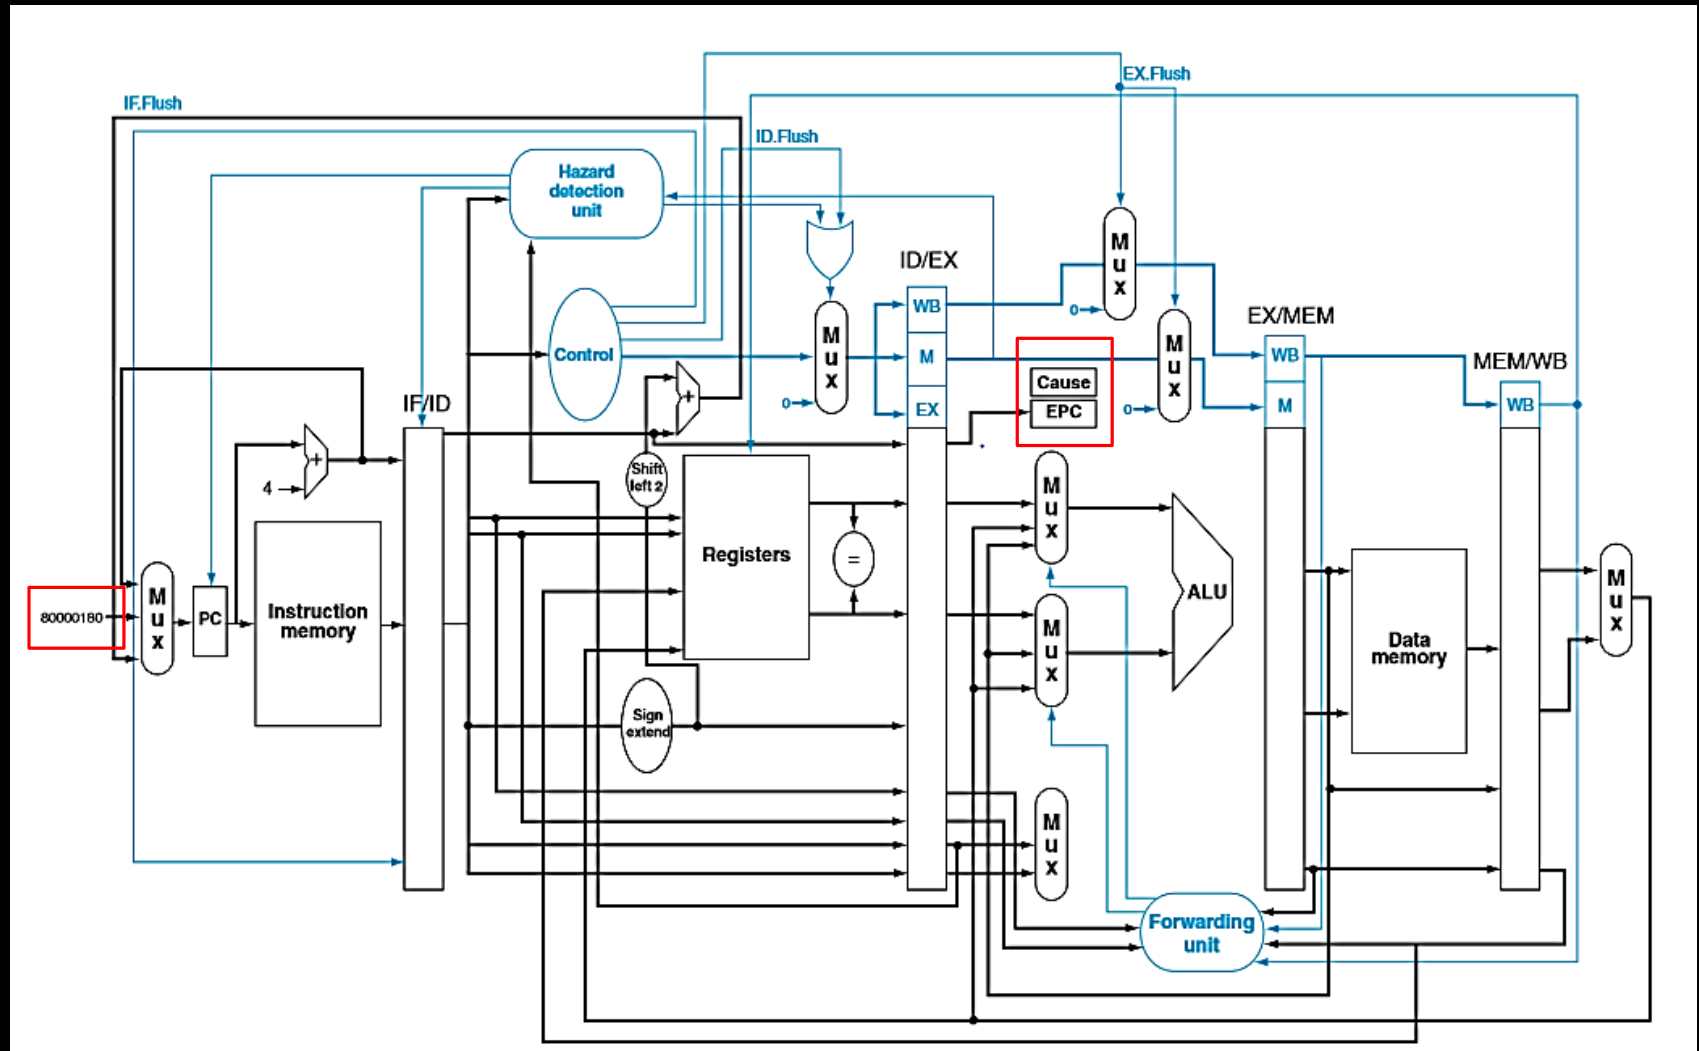 EX.Flush
IF.Flush
ID.Flush
Hazard
detection
unit
M
u
x
ID/EX
0
WB
EX/MEM
M
u
x
M
u
x
Control
M
Cause
WB
MEM/WB
IF/ID
+
0
EX
EPC
0
M
WB
+
4
Shift
left 2
M
u
x
Registers
=
M
u
x
80000180
PC
Instruction
memory
ALU
M
u
x
M
u
x
Data
memory
Sign
extend
M
u
x
Forwarding
unit